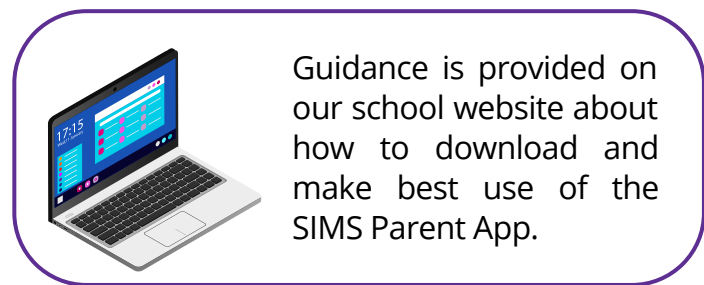 17:15
Guidance is provided on
our school website about
how to download and
make best use of the
SIMS Parent App.